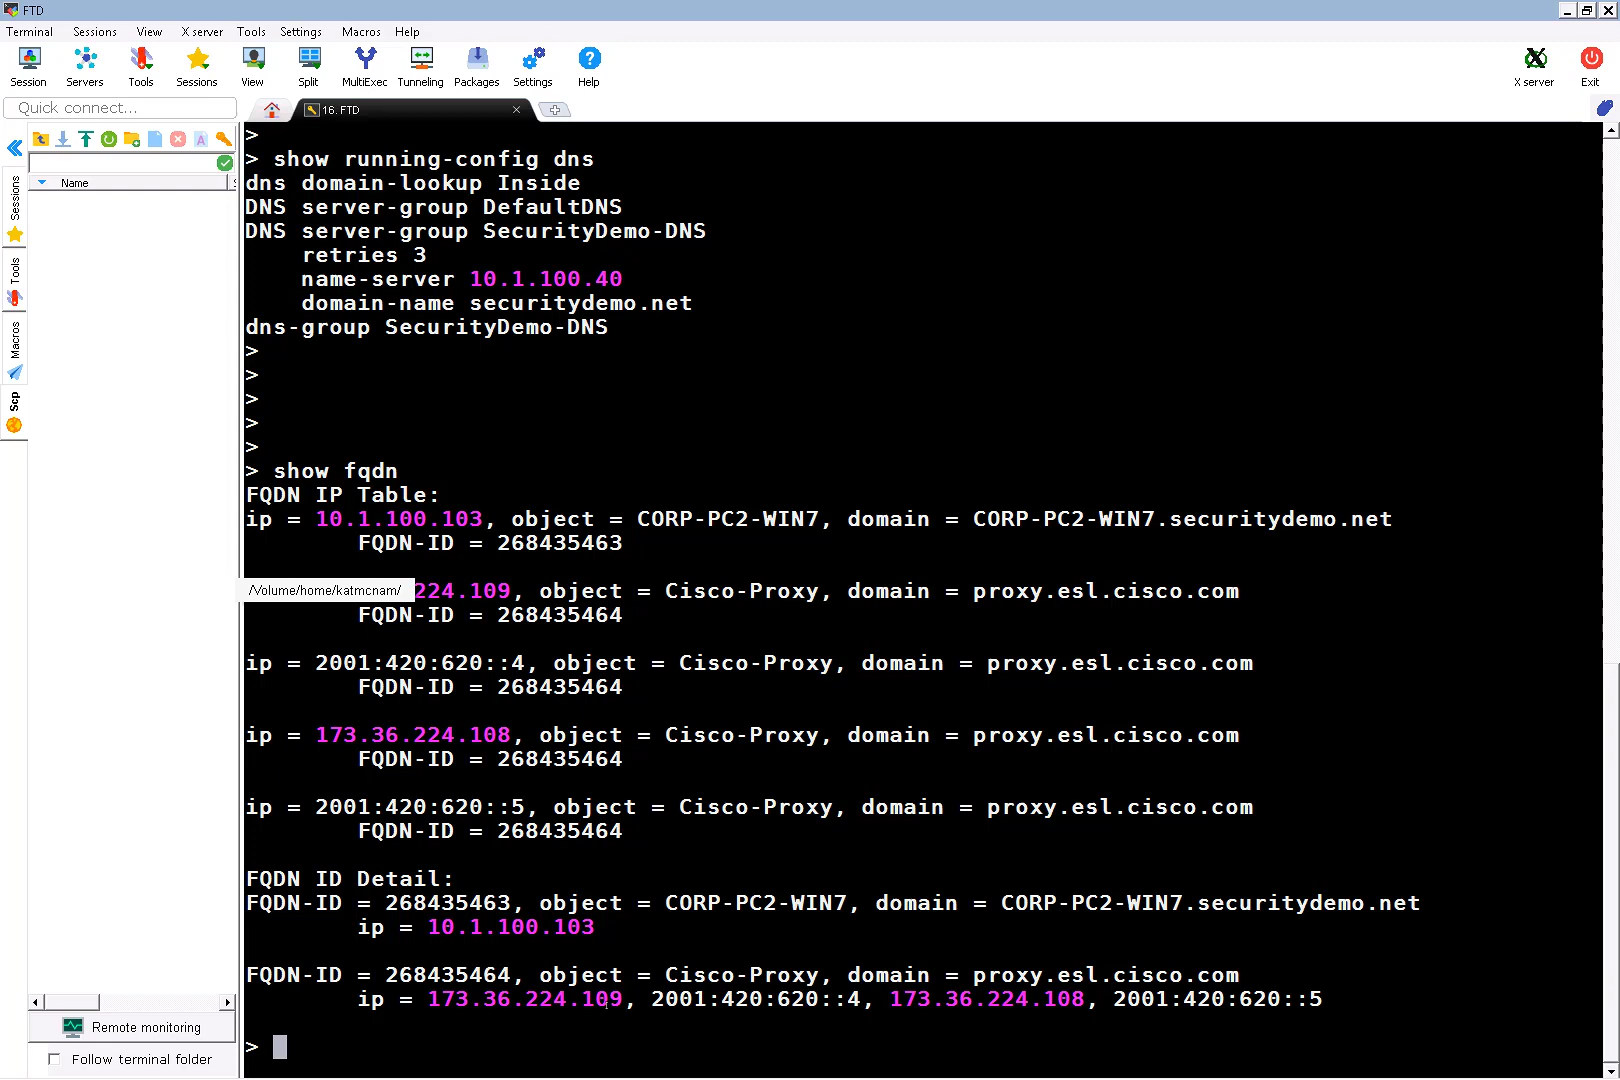 FTD
Terminal Sessions View X server Tools Settings Macros Help
Session Servers Tools Sessions View Split MultiExec Tunneling Packages Settings Help X server Exit
Quick connect...
16. FTD
Name
Sessions
Tools
Macros
Scp
>
> show running-config dns
dns domain-lookup Inside
DNS server-group DefaultDNS
DNS server-group SecurityDemo-DNS
retries 3
name-server 10.1.100.40
domain-name securitydemo.net
dns-group SecurityDemo-DNS
>
>
>
>
>
> show fqdn
FQDN IP Table:
ip = 10.1.100.103, object = CORP-PC2-WIN7, domain = CORP-PC2-WIN7.securitydemo.net
FQDN-ID = 268435463
/Volume/home/katmcnam/ 224.109, object = Cisco-Proxy, domain = proxy.esl.cisco.com
FQDN-ID = 268435464
ip = 2001:420:620::4, object = Cisco-Proxy, domain = proxy.esl.cisco.com
FQDN-ID = 268435464
ip = 173.36.224.108, object = Cisco-Proxy, domain = proxy.esl.cisco.com
FQDN-ID = 268435464
ip = 2001:420:620::5, object = Cisco-Proxy, domain = proxy.esl.cisco.com
FQDN-ID = 268435464
FQDN ID Detail:
FQDN-ID = 268435463, object = CORP-PC2-WIN7, domain = CORP-PC2-WIN7.securitydemo.net
ip = 10.1.100.103
FQDN-ID = 268435464, object = Cisco-Proxy, domain = proxy.esl.cisco.com
ip = 173.36.224.109, 2001:420:620::4, 173.36.224.108, 2001:420:620::5
>
Remote monitoring
Follow terminal folder